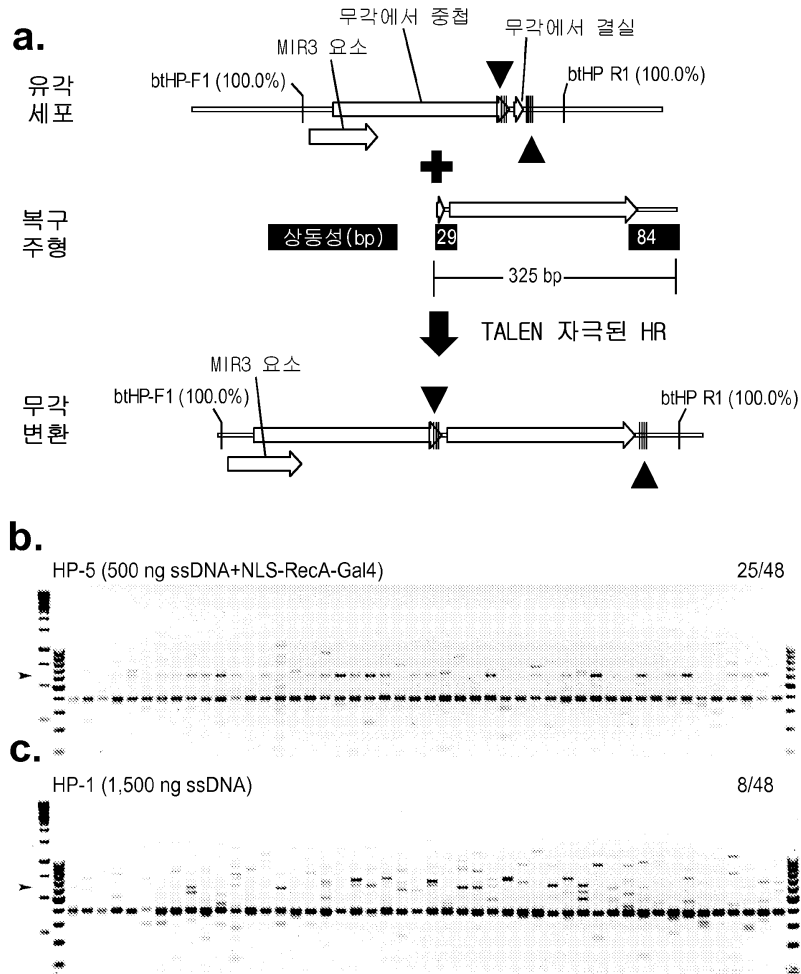 a.
무각에서 중첩
무각에서 결실
MIR3 요소
btHP-F1 (100.0%)
btHP R1 (100.0%)
유각
세포
복구
주형
상동성(bp)
29
84
325 bp
TALEN 자극된 HR
MIR3 요소
btHP-F1 (100.0%)
btHP R1 (100.0%)
무각
변환
b.
HP-5 (500 ng ssDNA+NLS-RecA-Gal4)
25/48
c.
HP-1 (1,500 ng ssDNA)
8/48